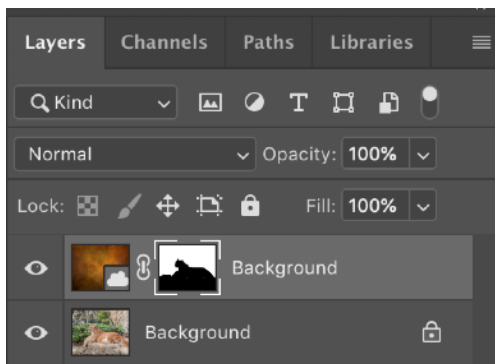 Layers Channels Paths Libraries
Kind
Normal Opacity: 100%
Lock: Fill: 100%
Background
Background